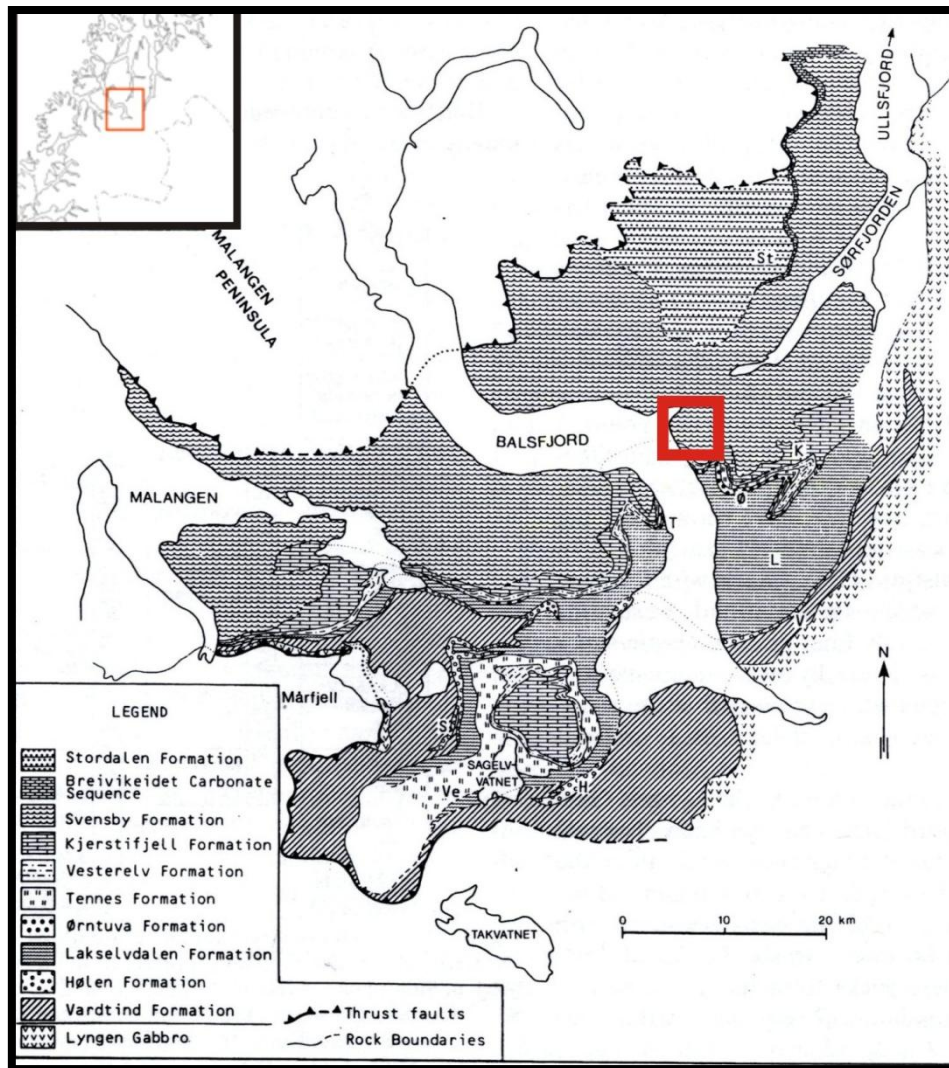 ULLSFJORD
MALANGEN
PENINSULA
SØRFJORDEN
St
BALSFJORD
K
MALANGEN
Ø
T
L
V
N
Mårfjell
LEGEND
St
SAGELV-
VATNET
Ve
H
Stordalen Formation
Breivikeidet Carbonate
Sequence
Svensby Formation
Kjerstifjell Formation
Vesterelv Formation
Tennes Formation
Ørntuva Formation
Lakselvdalen Formation
Hølen Formation
Vardtind Formation
Lyngen Gabbro
TAKVATNET
0 10 20 km
Thrust faults
Rock Boundaries